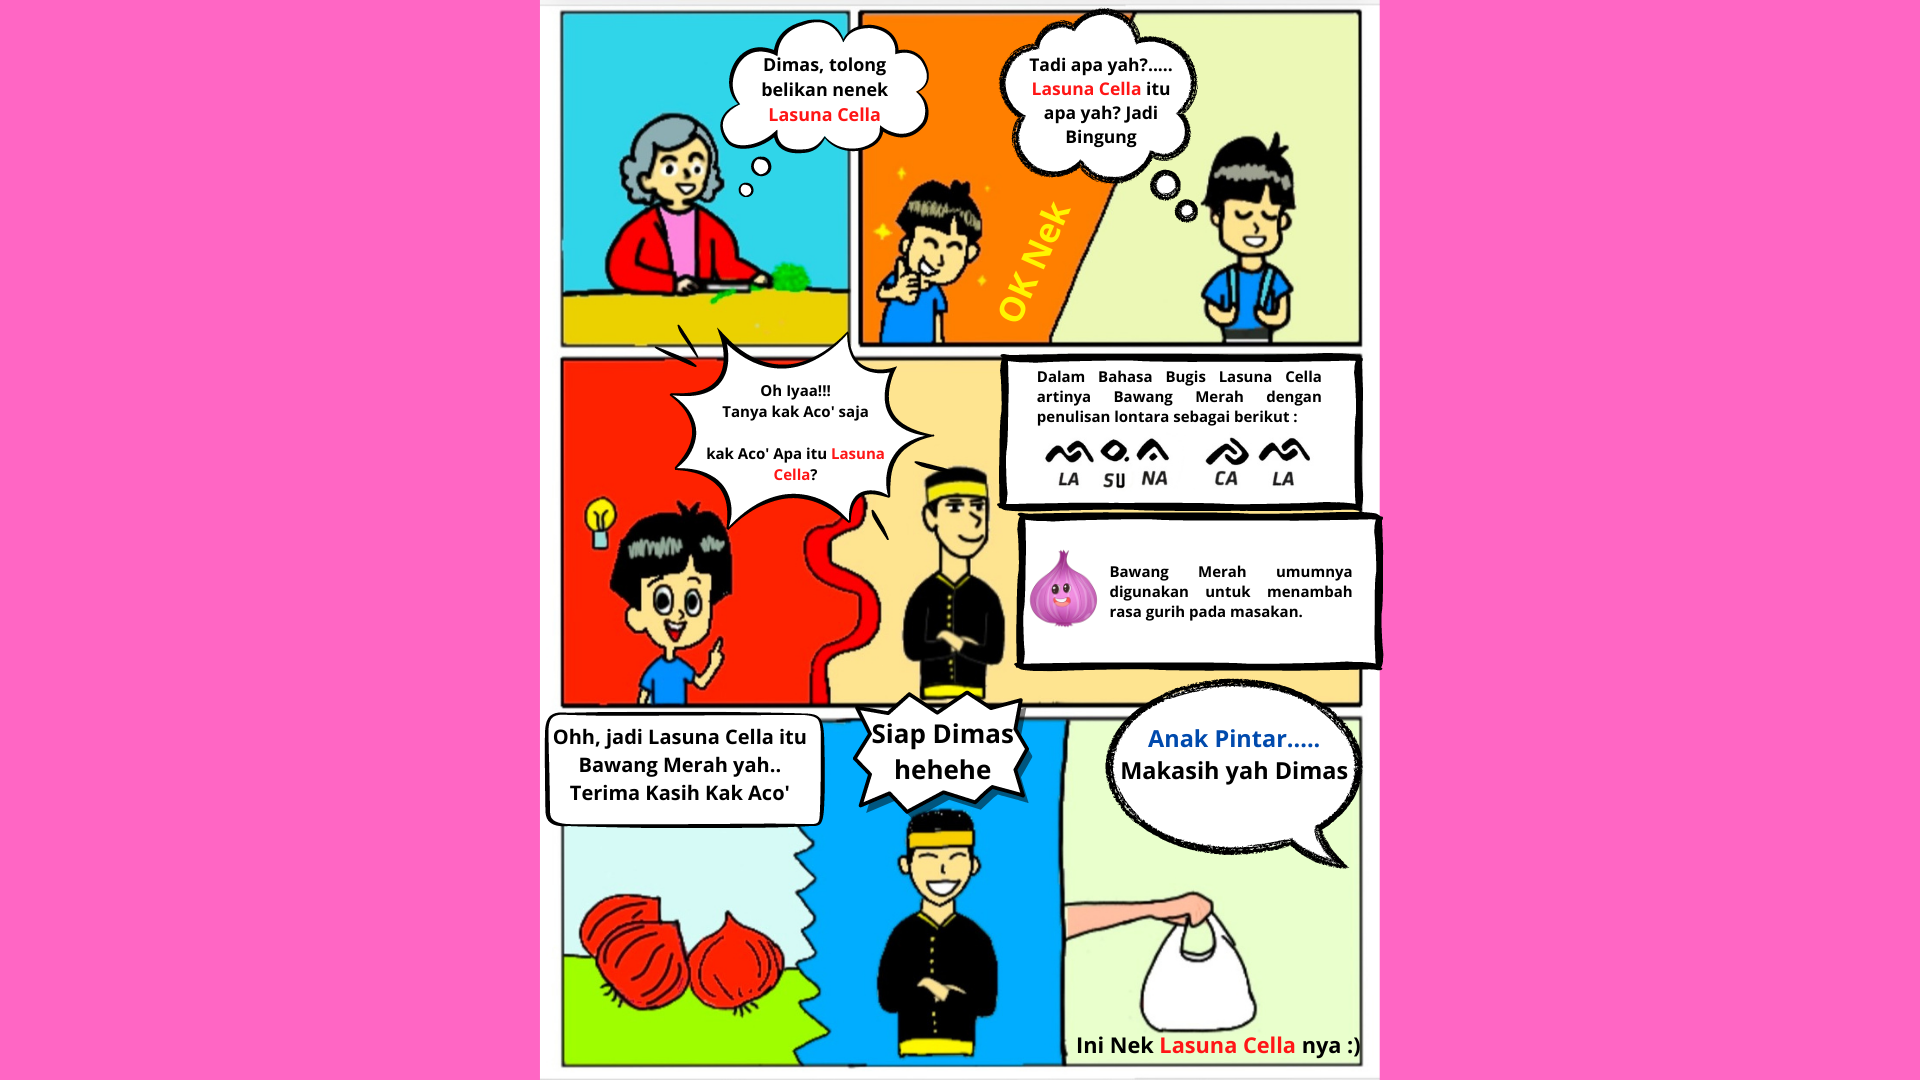 Dimas, tolong
belikan nenek
Lasuna Cella
OK Nek
Tadi apa yah?.....
Lasuna Cella itu
apa yah? Jadi
Bingung
Oh Iyaa!!!
Tanya kak Aco' saja
kak Aco' Apa itu Lasuna
Cella?
Dalam Bahasa Bugis Lasuna Cella
artinya Bawang Merah dengan
penulisan lontara sebagai berikut :
ᨒᨔᨘᨊ ᨌᨒ
LA SU NA CA LA
Bawang Merah umumnya
digunakan untuk menambah
rasa gurih pada masakan.
Ohh, jadi Lasuna Cella itu
Bawang Merah yah..
Terima Kasih Kak Aco'
Siap Dimas
hehehe
Anak Pintar.....
Makasih yah Dimas
Ini Nek Lasuna Cella nya :)